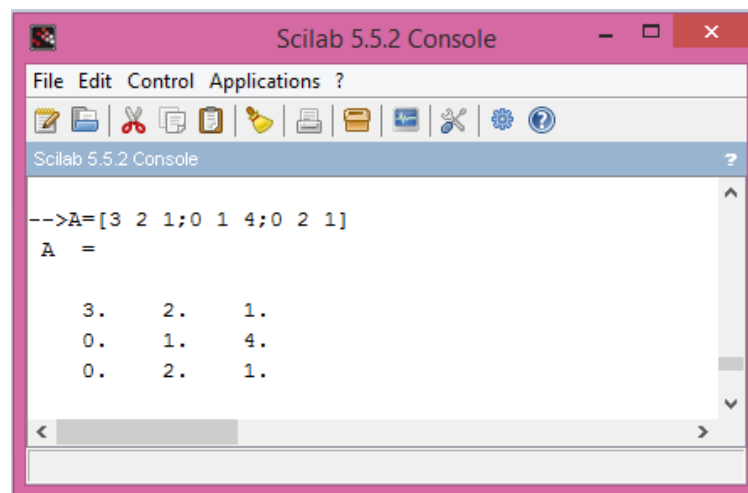 Scilab 5.5.2 Console
File Edit Control Applications ?
Scilab 5.5.2 Console ?
-->A=[3 2 1;0 1 4;0 2 1]
A =
3. 2. 1.
0. 1. 4.
0. 2. 1.